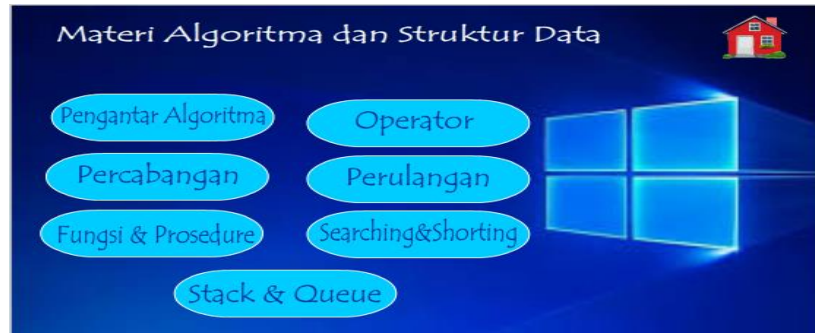 Materi Algoritma dan Struktur Data
Pengantar Algoritma
Operator
Percabangan
Perulangan
Fungsi & Prosedure
Searching&Shorting
Stack & Queue